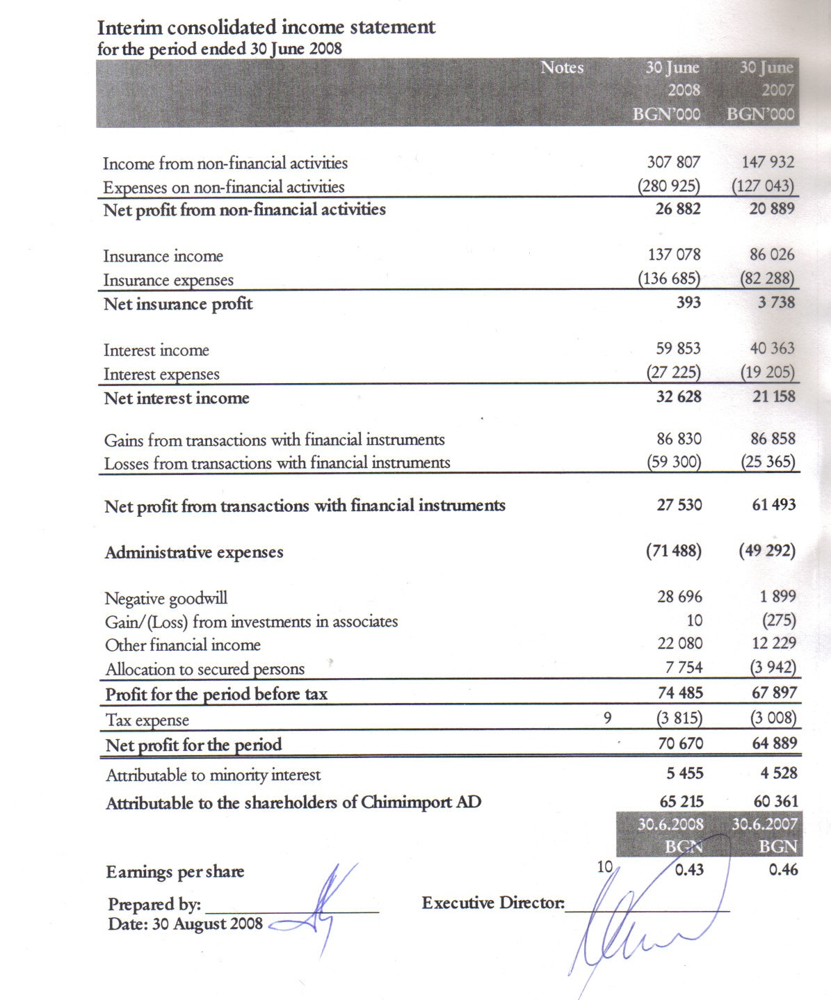 Interim consolidated income statement
for the period ended 30 June 2008
Notes 30 June 30 June
2008 2007
BGN'000 BGN'000
Income from non-financial activities 307 807 147 932
Expenses on non-financial activities (280 925) (127 043)
Net profit from non-financial activities 26 882 20 889
Insurance income 137 078 86 026
Insurance expenses (136 685) (82 288)
Net insurance profit 393 3 738
Interest income 59 853 40 363
Interest expenses (27 225) (19 205)
Net interest income 32 628 21 158
Gains from transactions with financial instruments 86 830 86 858
Losses from transactions with financial instruments (59 300) (25 365)
Net profit from transactions with financial instruments 27 530 61 493
Administrative expenses (71 488) (49 292)
Negative goodwill 28 696 1 899
Gain/(Loss) from investments in associates 10 (275)
Other financial income 22 080 12 229
Allocation to secured persons 7 754 (3 942)
Profit for the period before tax 74 485 67 897
Tax expense 9 (3 815) (3 008)
Net profit for the period 70 670 64 889
Attributable to minority interest 5 455 4 528
Attributable to the shareholders of Chimimport AD 65 215 60 361
30.6.2008 30.6.2007
BGN BGN
Earnings per share 10 0.43 0.46
Prepared by: Executive Director:
Date: 30 August 2008